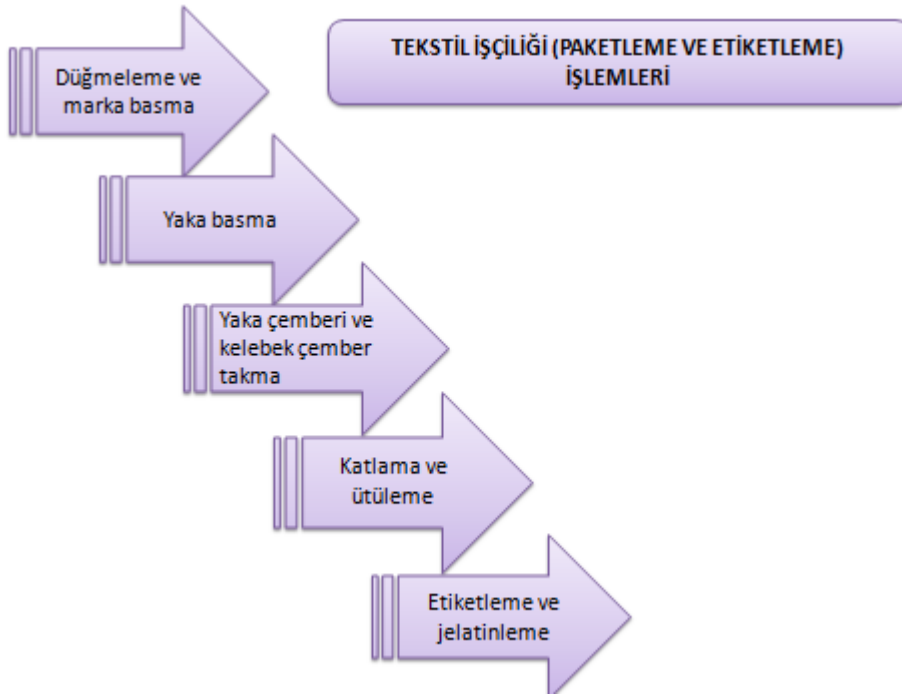 TEKSTİL İŞÇİLİĞİ (PAKETLEME VE ETİKETLEME)
İŞLEMLERİ
Düğmeleme ve
marka basma
Yaka basma
Yaka çemberi ve
kelebek çember
takma
Katlama ve
ütüleme
Etiketleme ve
jelatinleme